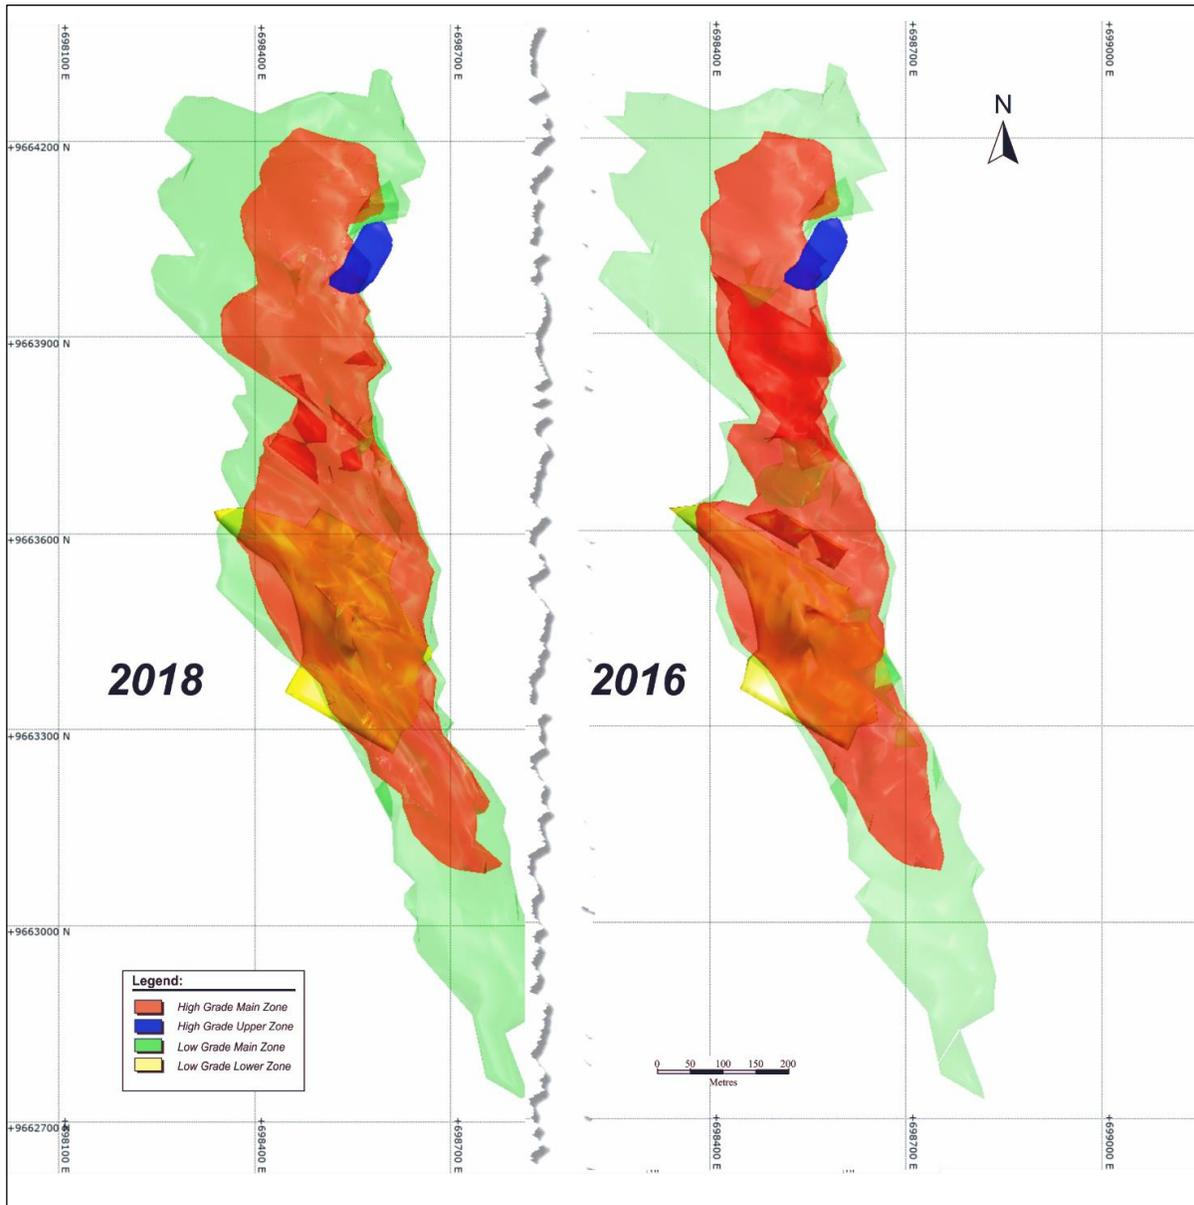 +698100 E
+698400 E
+698700 E
+698400 E
+698700 E
+699000 E
N
+9664200 N
+9663900 N
+9663600 N
2018
2016
+9663300 N
+9663000 N
Legend:
High Grade Main Zone
High Grade Upper Zone
Low Grade Main Zone
Low Grade Lower Zone
0 50 100 150 200
Metres
+9662700 N
+698100 E
+698400 E
+698700 E
+698400 E
+698700 E
+699000 E